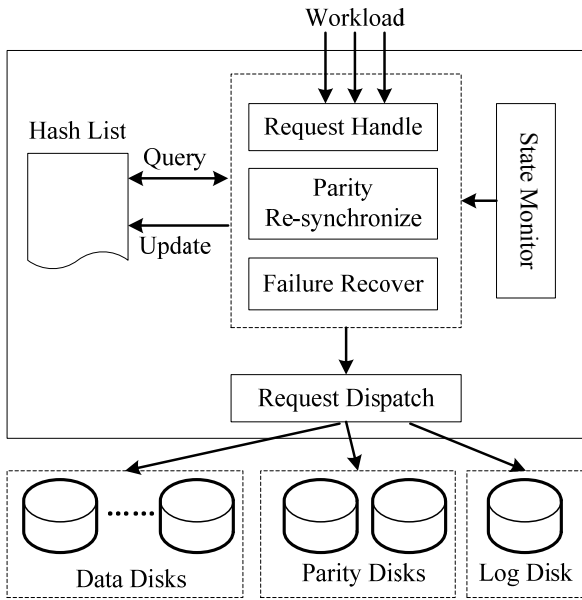 Workload
Request Handle
Hash List
Query
Parity
Re-synchronize
Update
Failure Recover
State Monitor
Request Dispatch
......
Data Disks
Parity Disks
Log Disk